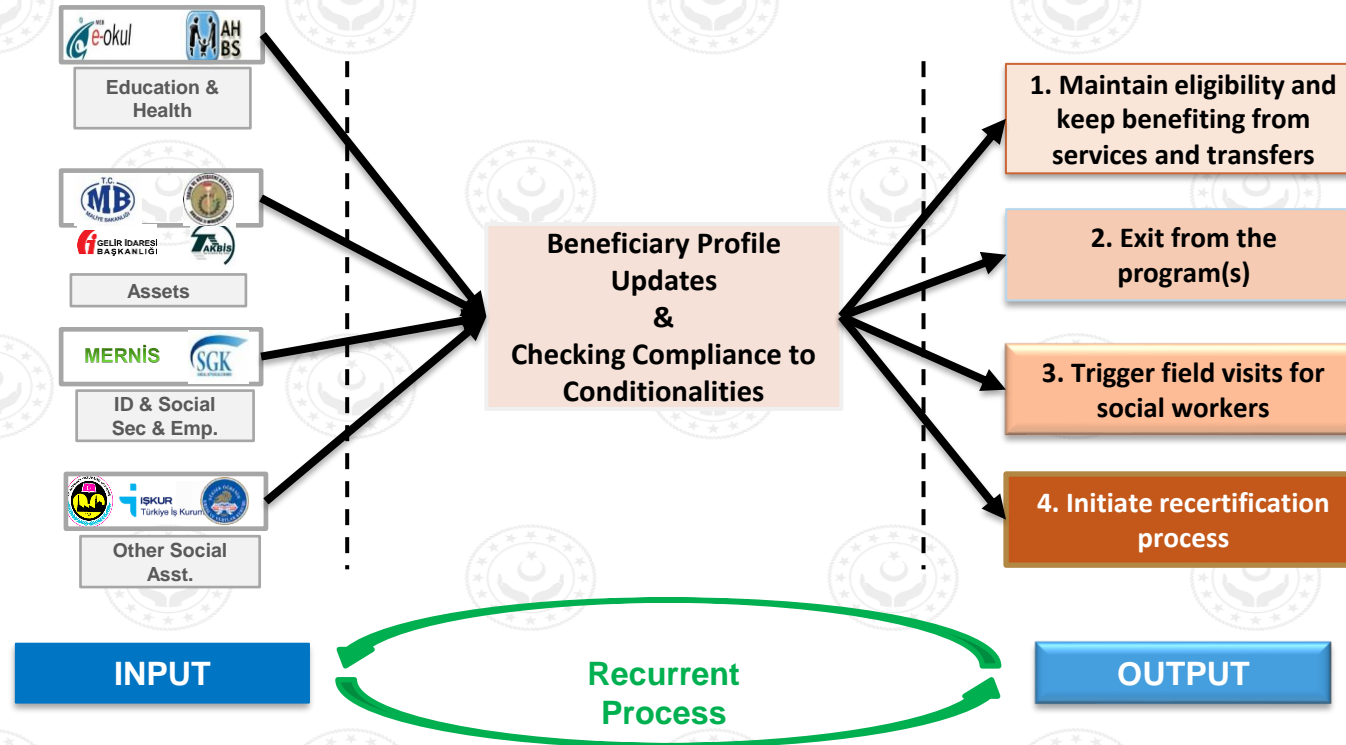 MEB
e-okul
AH
BS
Education &
Health
T.C.
MB
MALİYE BAKANLIĞI
GELİR İDARESİ
BAŞKANLIĞI
TAKBİS
Assets
MERNİS
SGK
ID & Social
Sec & Emp.
İŞKUR
Türkiye İş Kurum
Other Social
Asst.
INPUT
Beneficiary Profile
Updates
&
Checking Compliance to
Conditionalities
Recurrent
Process
1. Maintain eligibility and
keep benefiting from
services and transfers
2. Exit from the
program(s)
3. Trigger field visits for
social workers
4. Initiate recertification
process
OUTPUT